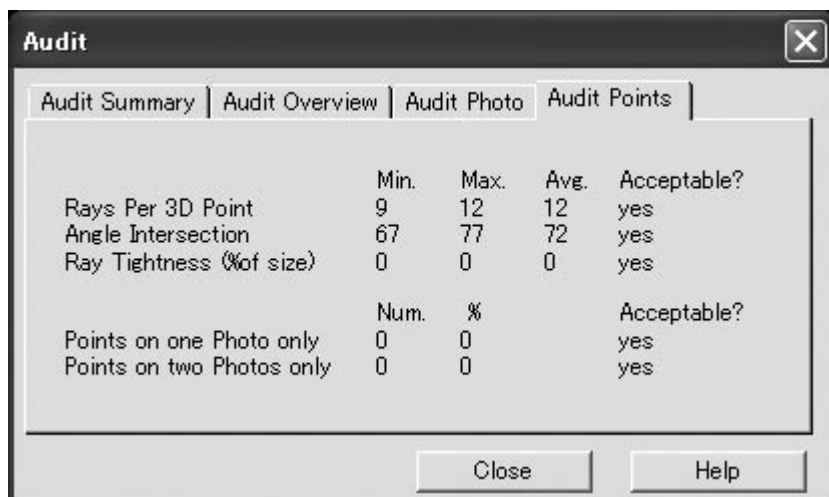 Audit
Audit Summary Audit Overview Audit Photo Audit Points
Min. Max. Avg. Acceptable?
Rays Per 3D Point 9 12 12 yes
Angle Intersection 67 77 72 yes
Ray Tightness (%of size) 0 0 0 yes
Num. % Acceptable?
Points on one Photo only 0 0 yes
Points on two Photos only 0 0 yes
Close Help